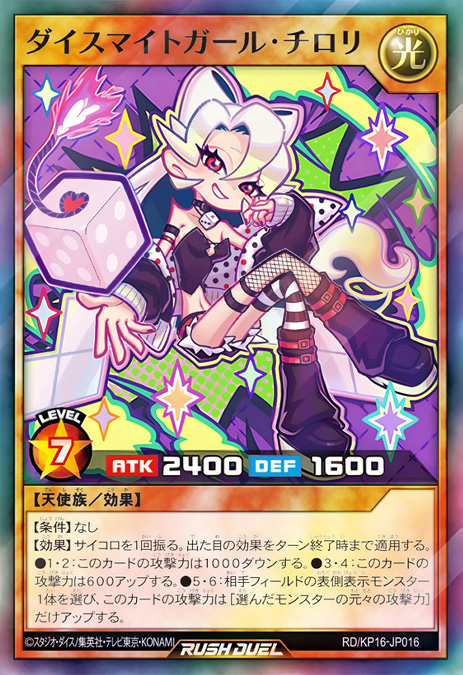 ダイスマイトガール・チロリ
ひかり
光
LEVEL
7
ATK 2400 DEF 1600
【天使族／効果】
【条件】なし
【効果】サイコロを1回振る。出た目の効果をターン終了時まで適用する。
●1・2：このカードの攻撃力は1000ダウンする。●3・4：このカードの
攻撃力は600アップする。●5・6：相手フィールドの表側表示モンスター
1体を選び、このカードの攻撃力は［選んだモンスターの元々の攻撃力］
だけアップする。
©スタジオ・ダイス/集英社・テレビ東京・KONAMI
RUSH DUEL
RD/KP16-JP016